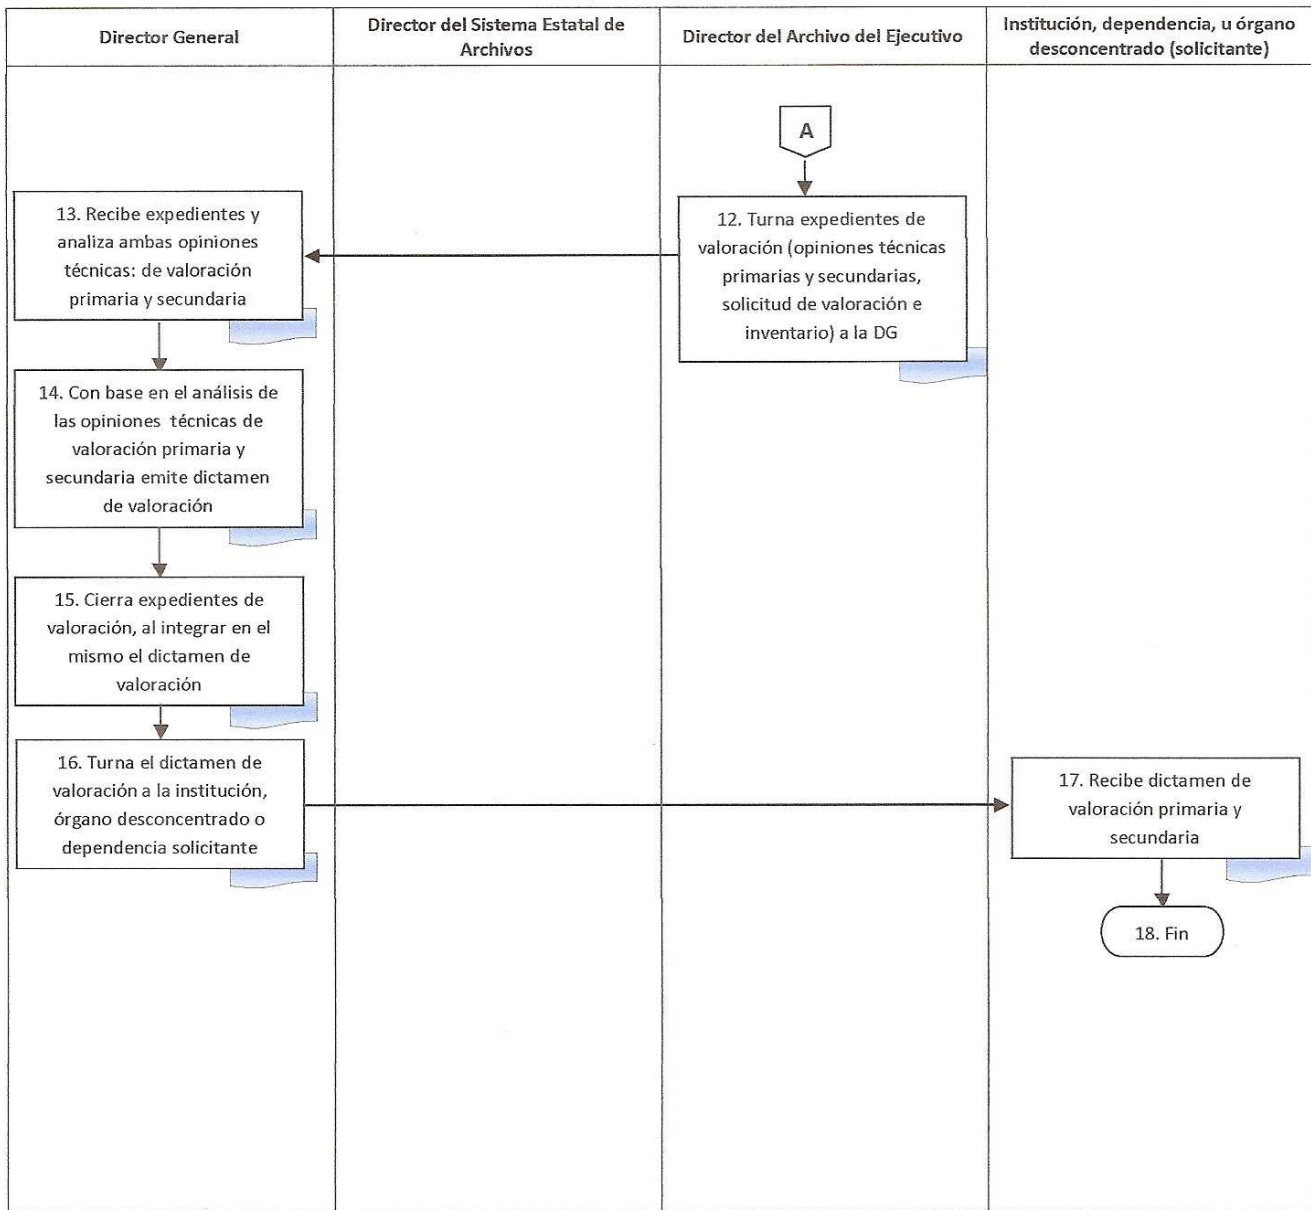 Director General
Director del Sistema Estatal de
Archivos
Director del Archivo del Ejecutivo
Institución, dependencia, u órgano
desconcentrado (solicitante)
A
12. Turna expedientes de
valoración (opiniones técnicas
primarias y secundarias,
solicitud de valoración e
inventario) a la DG
13. Recibe expedientes y
analiza ambas opiniones
técnicas: de valoración
primaria y secundaria
14. Con base en el análisis de
las opiniones técnicas de
valoración primaria y
secundaria emite dictamen
de valoración
15. Cierra expedientes de
valoración, al integrar en el
mismo el dictamen de
valoración
16. Turna el dictamen de
valoración a la institución,
órgano desconcentrado o
dependencia solicitante
17. Recibe dictamen de
valoración primaria y
secundaria
18. Fin